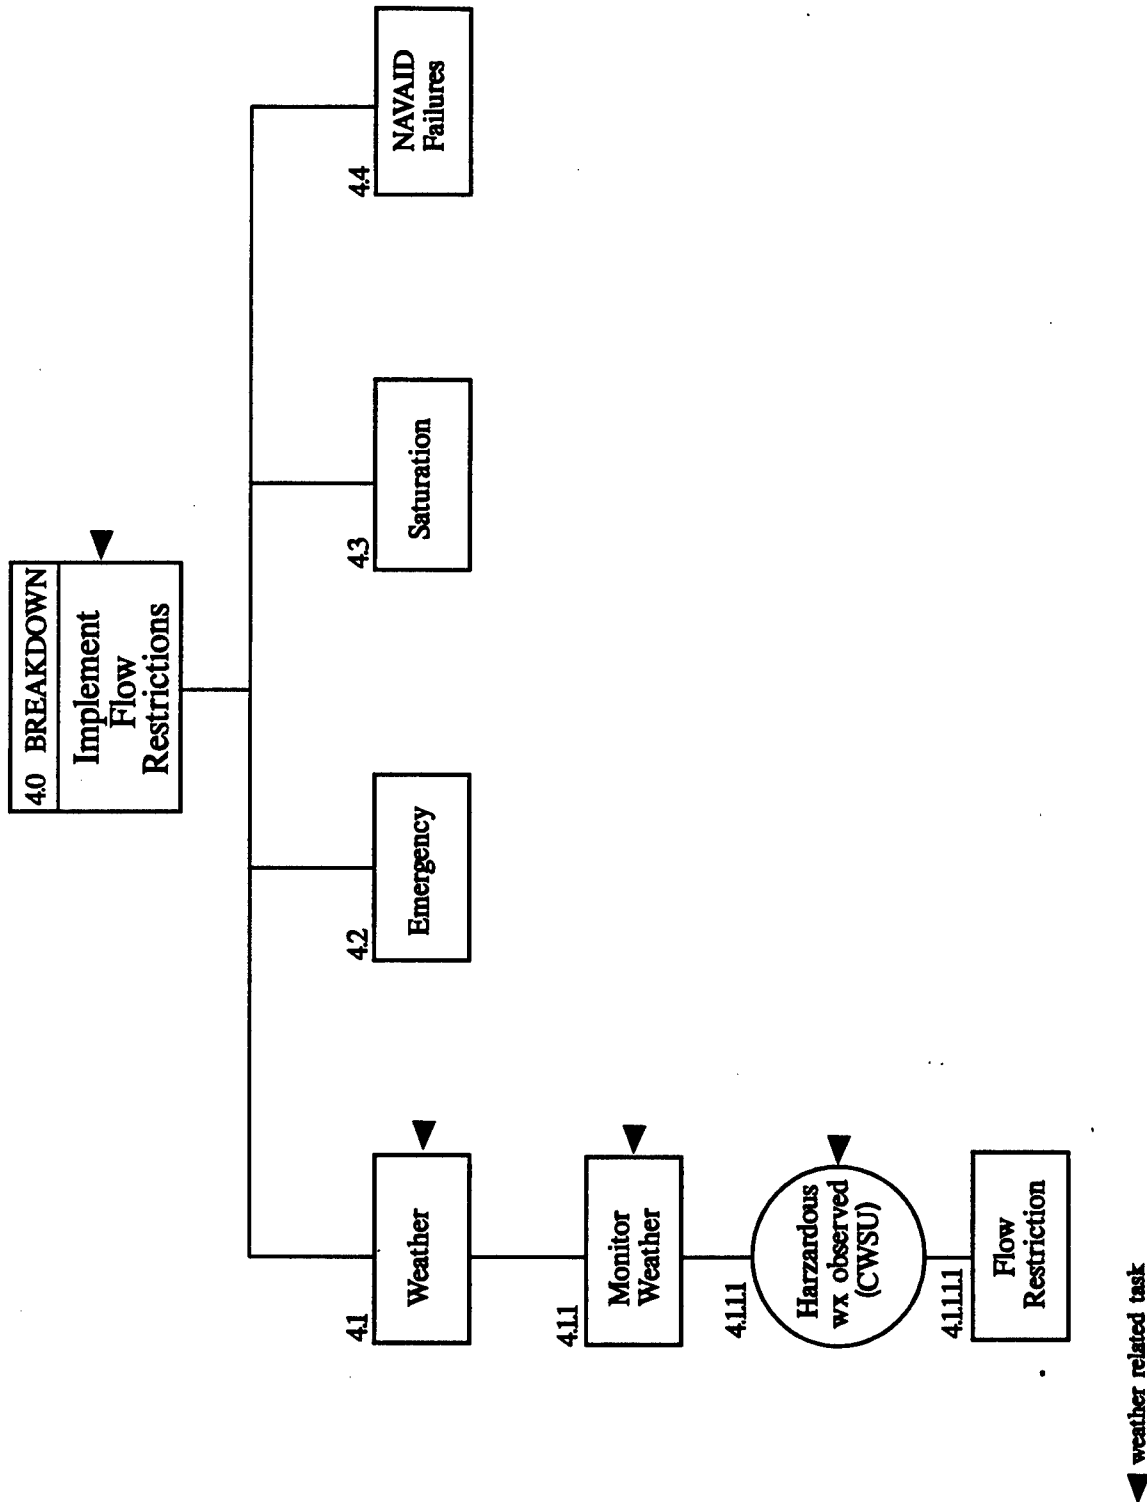 4.0 BREAKDOWN
Implement
Flow
Restrictions
4.1
Weather
4.2
Emergency
4.3
Saturation
4.4
NAVAID
Failures
4.1.1
Monitor
Weather
4.1.1.1
Harzardous
wx observed
(CWSU)
4.1.1.1.1
Flow
Restriction
weather related task